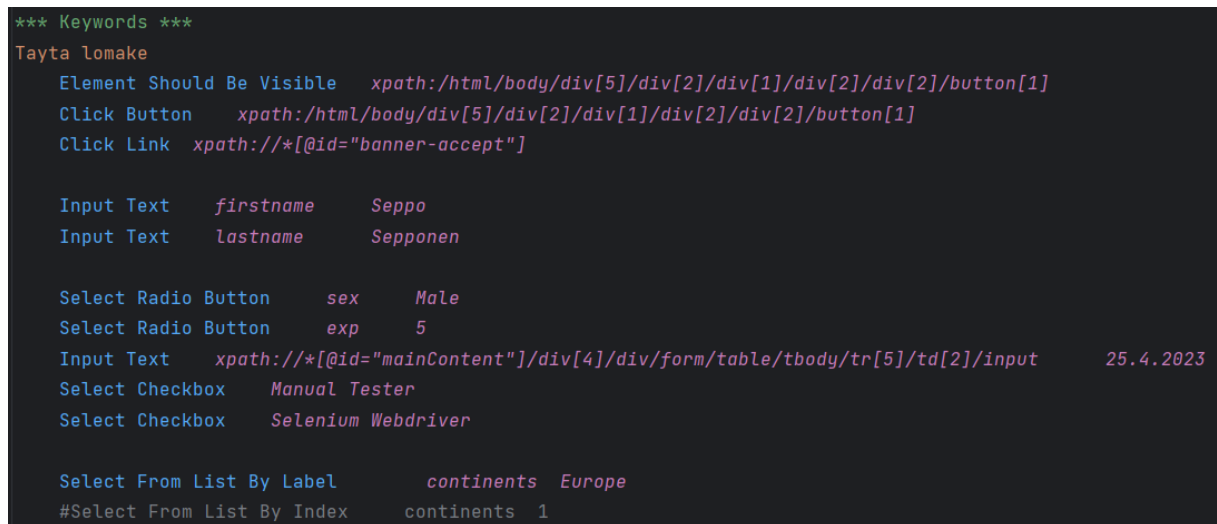 *** Keywords ***
Tayta lomake
    Element Should Be Visible   xpath:/html/body/div[5]/div[2]/div[1]/div[2]/div[2]/button[1]
    Click Button    xpath:/html/body/div[5]/div[2]/div[1]/div[2]/div[2]/button[1]
    Click Link  xpath://*[@id="banner-accept"]
    Input Text    firstname     Seppo
    Input Text    lastname      Sepponen
    Select Radio Button     sex     Male
    Select Radio Button     exp     5
    Input Text    xpath://*[@id="mainContent"]/div[4]/div/form/table/tbody/tr[5]/td[2]/input      25.4.2023
    Select Checkbox    Manual Tester
    Select Checkbox    Selenium Webdriver
    Select From List By Label        continents  Europe
    #Select From List By Index     continents  1